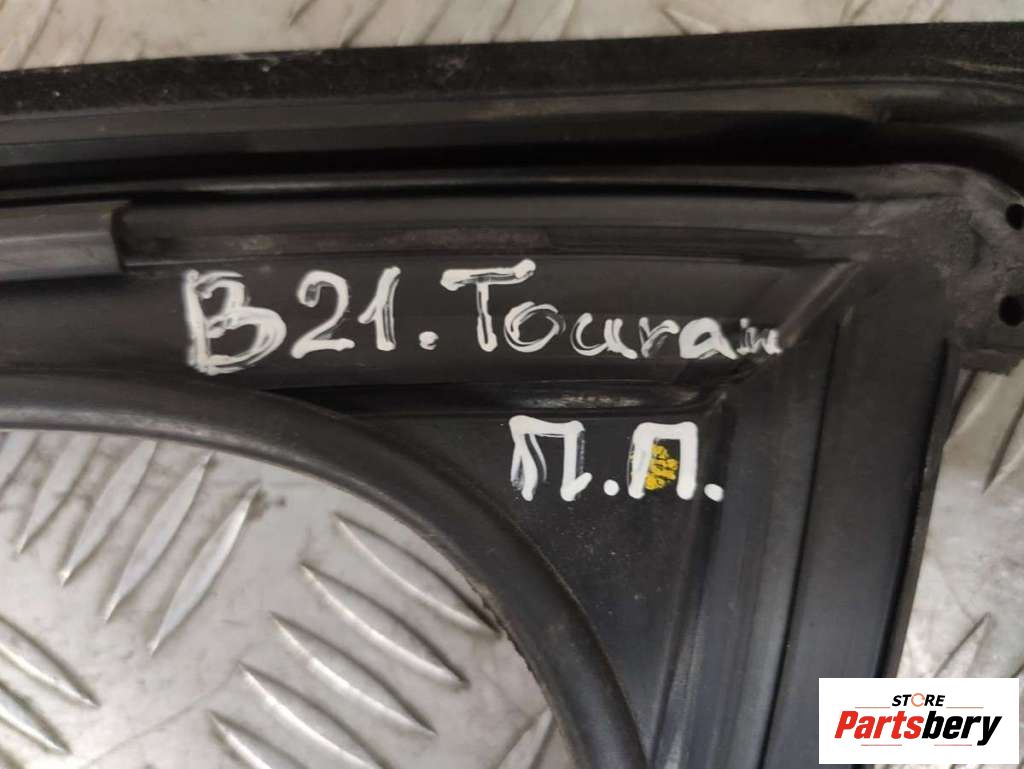 B21. Touran
П.П.
STORE
Partsbery